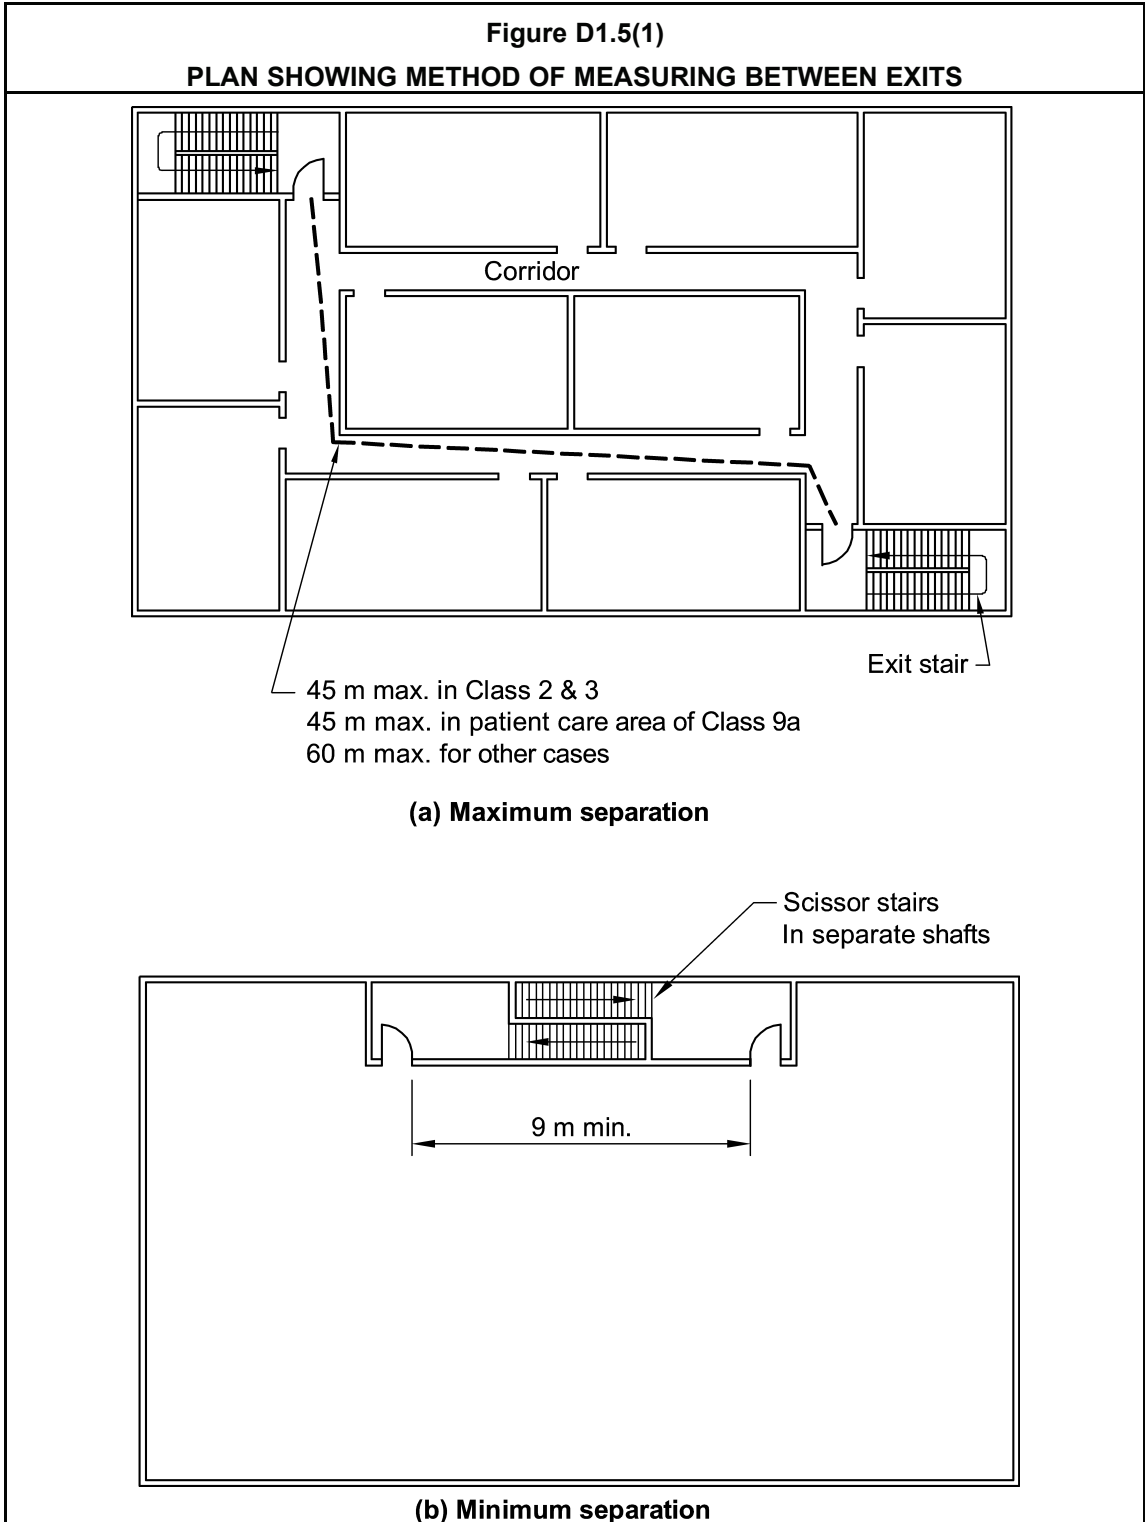 Figure D1.5(1)
PLAN SHOWING METHOD OF MEASURING BETWEEN EXITS
Corridor
Exit stair
45 m max. in Class 2 & 3
45 m max. in patient care area of Class 9a
60 m max. for other cases
(a) Maximum separation
Scissor stairs
In separate shafts
9 m min.
(b) Minimum separation